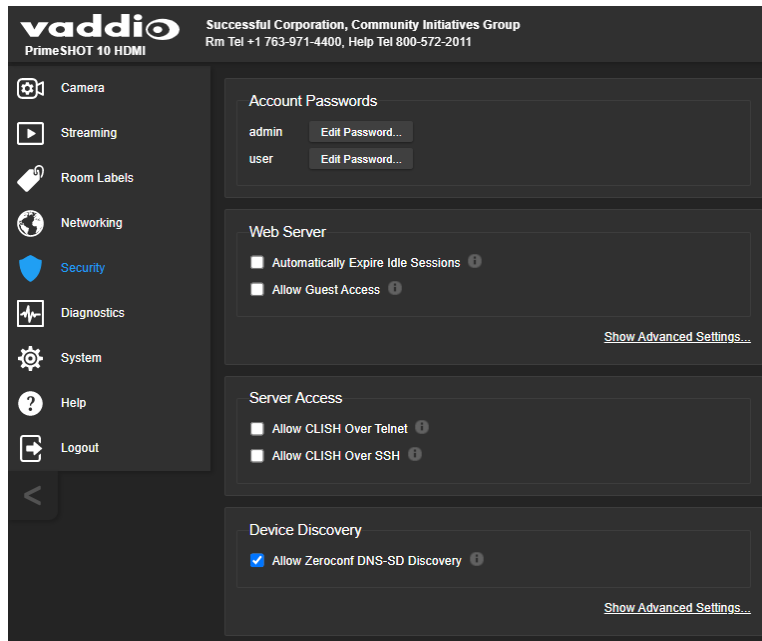 vaddio
PrimeSHOT 10 HDMI
Successful Corporation, Community Initiatives Group
Rm Tel +1 763-971-4400, Help Tel 800-572-2011
Camera
Streaming
Room Labels
Networking
Security
Diagnostics
System
Help
Logout
<
Account Passwords
admin Edit Password...
user Edit Password...
Web Server
Automatically Expire Idle Sessions
Allow Guest Access
Show Advanced Settings...
Server Access
Allow CLISH Over Telnet
Allow CLISH Over SSH
Device Discovery
Allow Zeroconf DNS-SD Discovery
Show Advanced Settings...